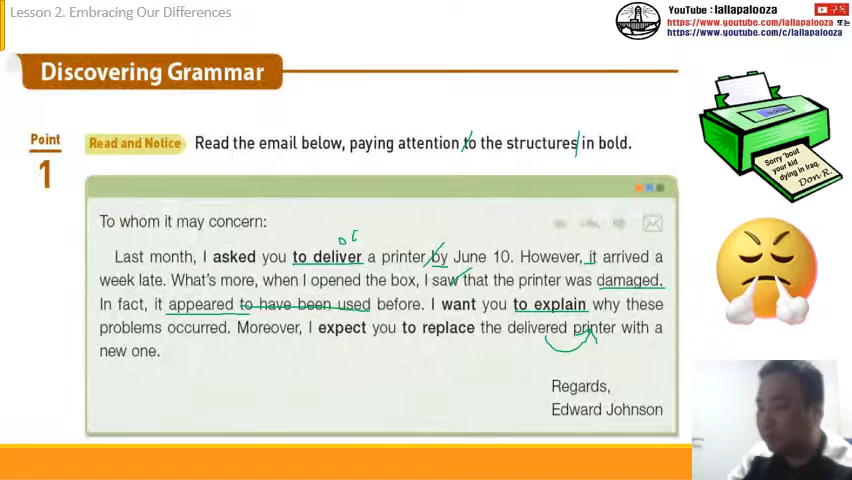 Lesson 2. Embracing Our Differences
YouTube : lallapalooza
구독
https://www.youtube.com/lallapalooza 또는
https://www.youtube.com/c/lallapalooza
Discovering Grammar
Point
1
Read and Notice
Read the email below, paying attention to the structures in bold.
To whom it may concern:
Last month, I asked you to deliver a printer by June 10. However, it arrived a
week late. What's more, when I opened the box, I saw that the printer was damaged.
In fact, it appeared to have been used before. I want you to explain why these
problems occurred. Moreover, I expect you to replace the delivered printer with a
new one.
Regards,
Edward Johnson
Sorry 'bout
your kid
dying in Iraq.
Don R.